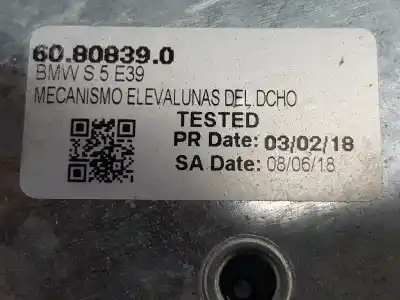 60.80839.0
BMW S.5 E39
MECANISMO ELEVALUNAS DEL.DCHO
TESTED
PR Date: 03/02/18
SA Date: 08/06/18